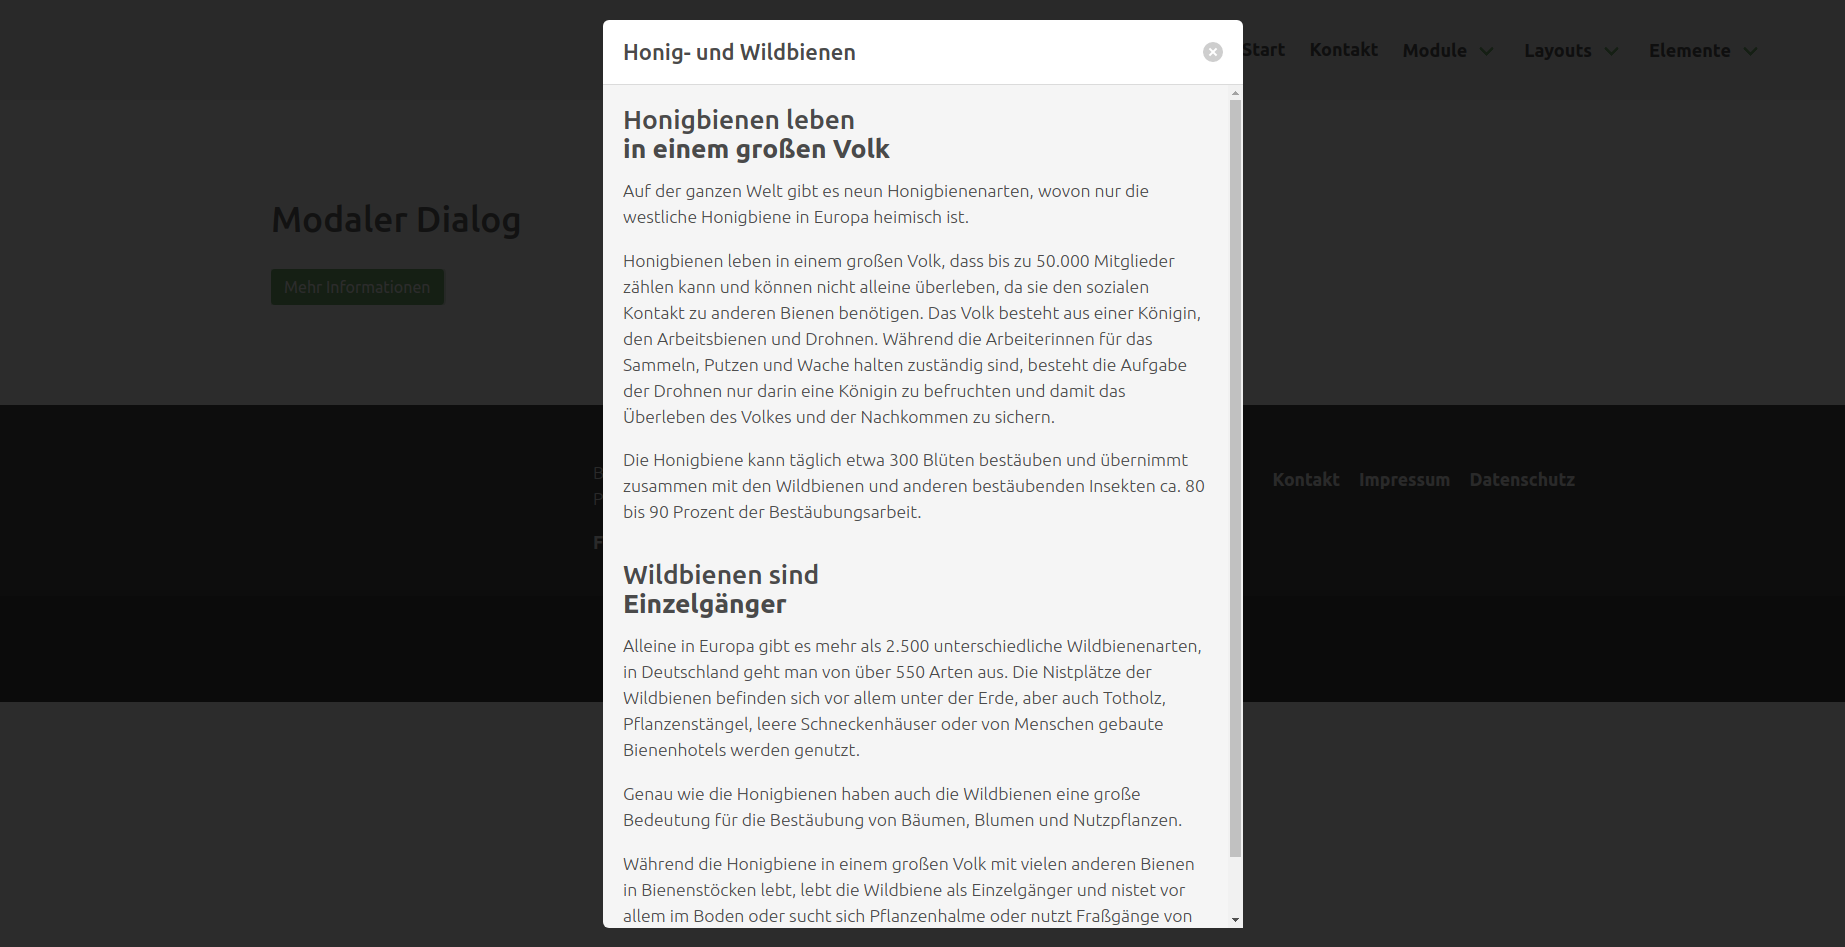 Honig- und Wildbienen
Start Kontakt Module Layouts Elemente
Modaler Dialog
Mehr Informationen
Honigbienen leben
in einem großen Volk
Auf der ganzen Welt gibt es neun Honigbienenarten, wovon nur die
westliche Honigbiene in Europa heimisch ist.
Honigbienen leben in einem großen Volk, dass bis zu 50.000 Mitglieder
zählen kann und können nicht alleine überleben, da sie den sozialen
Kontakt zu anderen Bienen benötigen. Das Volk besteht aus einer Königin,
den Arbeitsbienen und Drohnen. Während die Arbeiterinnen für das
Sammeln, Putzen und Wache halten zuständig sind, besteht die Aufgabe
der Drohnen nur darin eine Königin zu befruchten und damit das
Überleben des Volkes und der Nachkommen zu sichern.
Die Honigbiene kann täglich etwa 300 Blüten bestäuben und übernimmt
zusammen mit den Wildbienen und anderen bestäubenden Insekten ca. 80
bis 90 Prozent der Bestäubungsarbeit.
Wildbienen sind
Einzelgänger
Alleine in Europa gibt es mehr als 2.500 unterschiedliche Wildbienenarten,
in Deutschland geht man von über 550 Arten aus. Die Nistplätze der
Wildbienen befinden sich vor allem unter der Erde, aber auch Totholz,
Pflanzenstängel, leere Schneckenhäuser oder von Menschen gebaute
Bienenhotels werden genutzt.
Genau wie die Honigbienen haben auch die Wildbienen eine große
Bedeutung für die Bestäubung von Bäumen, Blumen und Nutzpflanzen.
Während die Honigbiene in einem großen Volk mit vielen anderen Bienen
in Bienenstöcken lebt, lebt die Wildbiene als Einzelgänger und nistet vor
allem im Boden oder sucht sich Pflanzenhalme oder nutzt Fraßgänge von
Kontakt Impressum Datenschutz